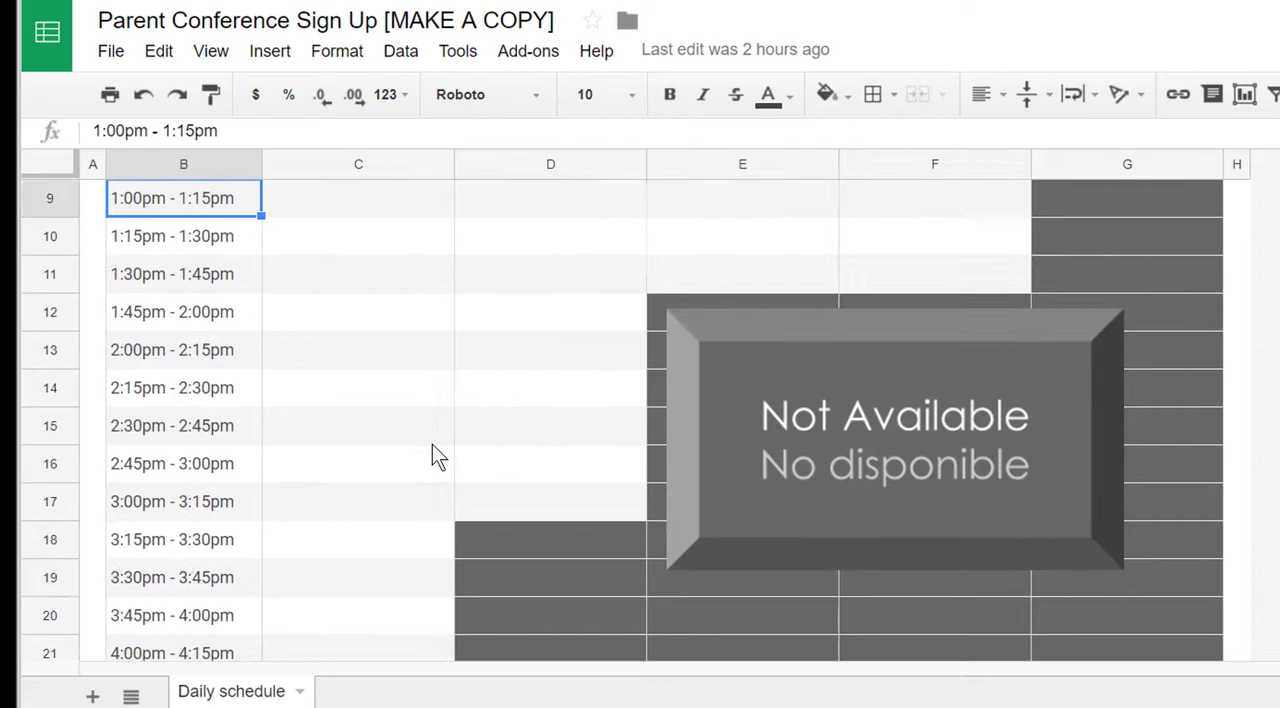 Parent Conference Sign Up [MAKE A COPY]
File Edit View Insert Format Data Tools Add-ons Help Last edit was 2 hours ago
$ % .0 .00 123 Roboto 10 B I S A
fx 1:00pm - 1:15pm
A B C D E F G H
9 1:00pm - 1:15pm
10 1:15pm - 1:30pm
11 1:30pm - 1:45pm
12 1:45pm - 2:00pm
13 2:00pm - 2:15pm
14 2:15pm - 2:30pm
Not Available
15 2:30pm - 2:45pm
No disponible
16 2:45pm - 3:00pm
17 3:00pm - 3:15pm
18 3:15pm - 3:30pm
19 3:30pm - 3:45pm
20 3:45pm - 4:00pm
21 4:00pm - 4:15pm
+ Daily schedule